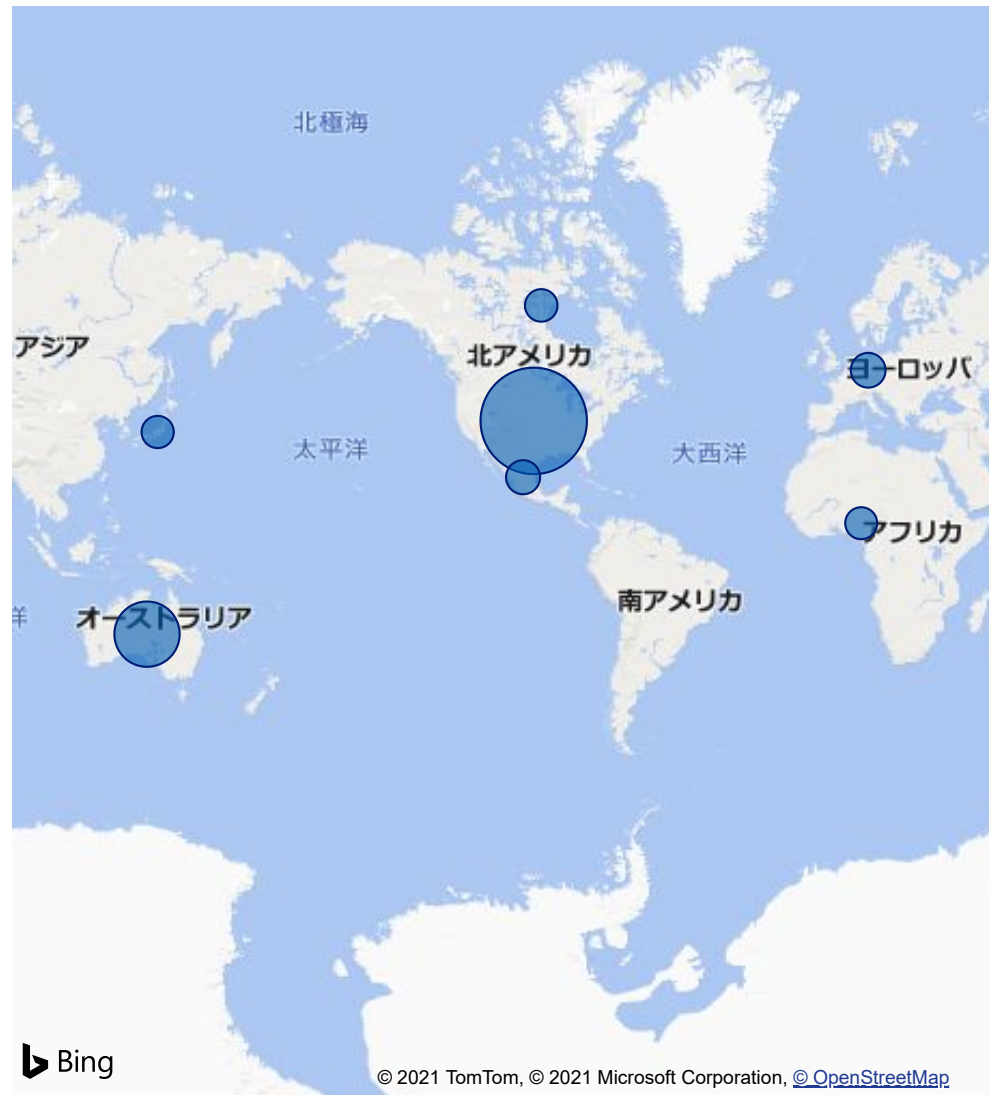 北極海
アジア
北アメリカ
ヨーロッパ
太平洋
大西洋
アフリカ
南アメリカ
洋
オーストラリア
Bing
© 2021 TomTom, © 2021 Microsoft Corporation, © OpenStreetMap